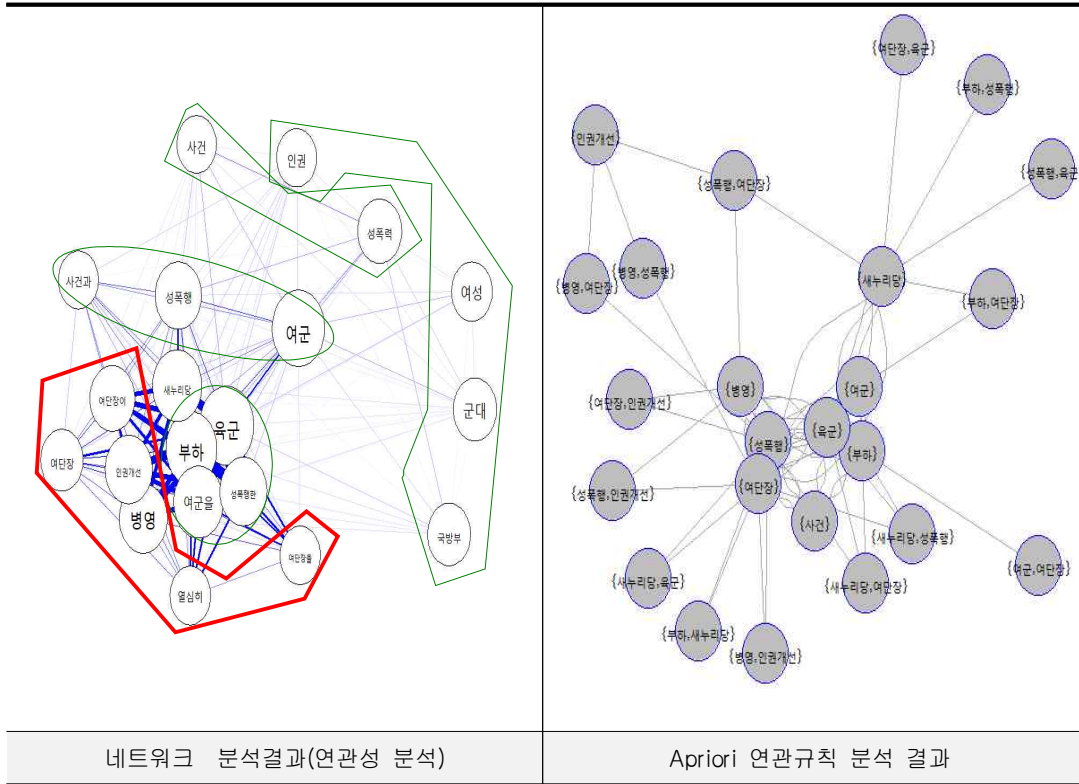 사건
인권
성폭력
사건과
성폭행
여군
여성
새누리당
여단장이
육군
군대
부하
여단장
인권개선
여군을
성폭행한
병영
국방부
여단장을
열심히
{여단장,육군}
{부하,성폭행}
{인권개선}
{성폭행,여단장}
{성폭행,육군}
{병영,성폭행}
{병영,여단장}
{새누리당}
{부하,여단장}
{여단장,인권개선}
{병영}
{여군}
{육군}
{성폭행}
{부하}
{여단장}
{성폭행,인권개선}
{사건}
{새누리당,성폭행}
{새누리당,육군}
{새누리당,여단장}
{여군,여단장}
{부하,새누리당}
{병영,인권개선}
네트워크 분석결과(연관성 분석)
Apriori 연관규칙 분석 결과